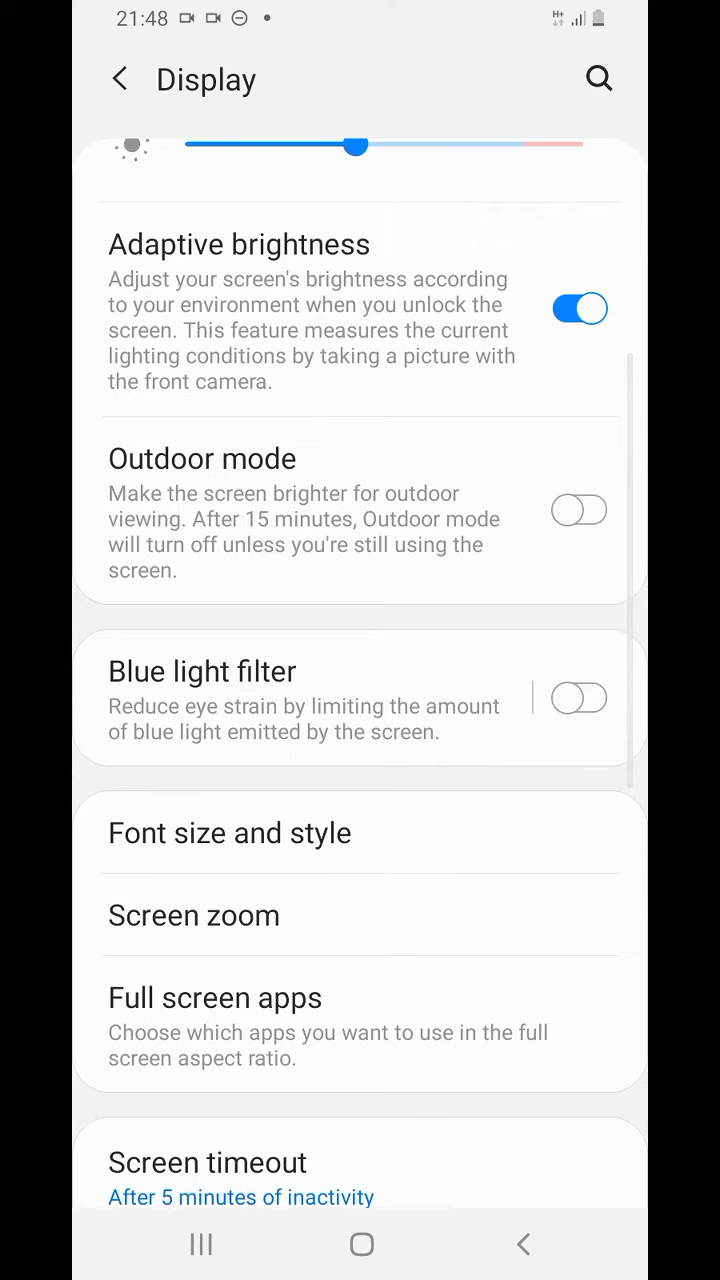 21:48
H+
Display
Adaptive brightness
Adjust your screen's brightness according
to your environment when you unlock the
screen. This feature measures the current
lighting conditions by taking a picture with
the front camera.
Outdoor mode
Make the screen brighter for outdoor
viewing. After 15 minutes, Outdoor mode
will turn off unless you're still using the
screen.
Blue light filter
Reduce eye strain by limiting the amount
of blue light emitted by the screen.
Font size and style
Screen zoom
Full screen apps
Choose which apps you want to use in the full
screen aspect ratio.
Screen timeout
After 5 minutes of inactivity